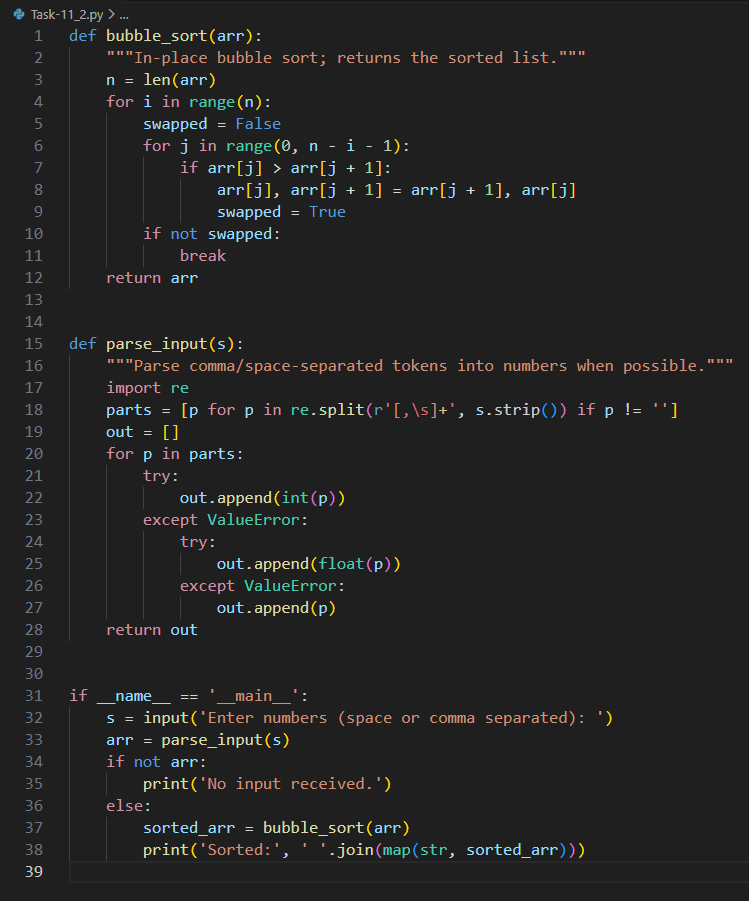 Task-11_2.py > ...
1 def bubble_sort(arr):
2     """In-place bubble sort; returns the sorted list."""
3     n = len(arr)
4     for i in range(n):
5         swapped = False
6         for j in range(0, n - i - 1):
7             if arr[j] > arr[j + 1]:
8                 arr[j], arr[j + 1] = arr[j + 1], arr[j]
9                 swapped = True
10         if not swapped:
11             break
12     return arr
13
14
15 def parse_input(s):
16     """Parse comma/space-separated tokens into numbers when possible."""
17     import re
18     parts = [p for p in re.split(r'[,\s]+', s.strip()) if p != '']
19     out = []
20     for p in parts:
21         try:
22             out.append(int(p))
23         except ValueError:
24             try:
25                 out.append(float(p))
26             except ValueError:
27                 out.append(p)
28     return out
29
30
31 if __name__ == '__main__':
32     s = input('Enter numbers (space or comma separated): ')
33     arr = parse_input(s)
34     if not arr:
35         print('No input received.')
36     else:
37         sorted_arr = bubble_sort(arr)
38         print('Sorted:', ' '.join(map(str, sorted_arr)))
39